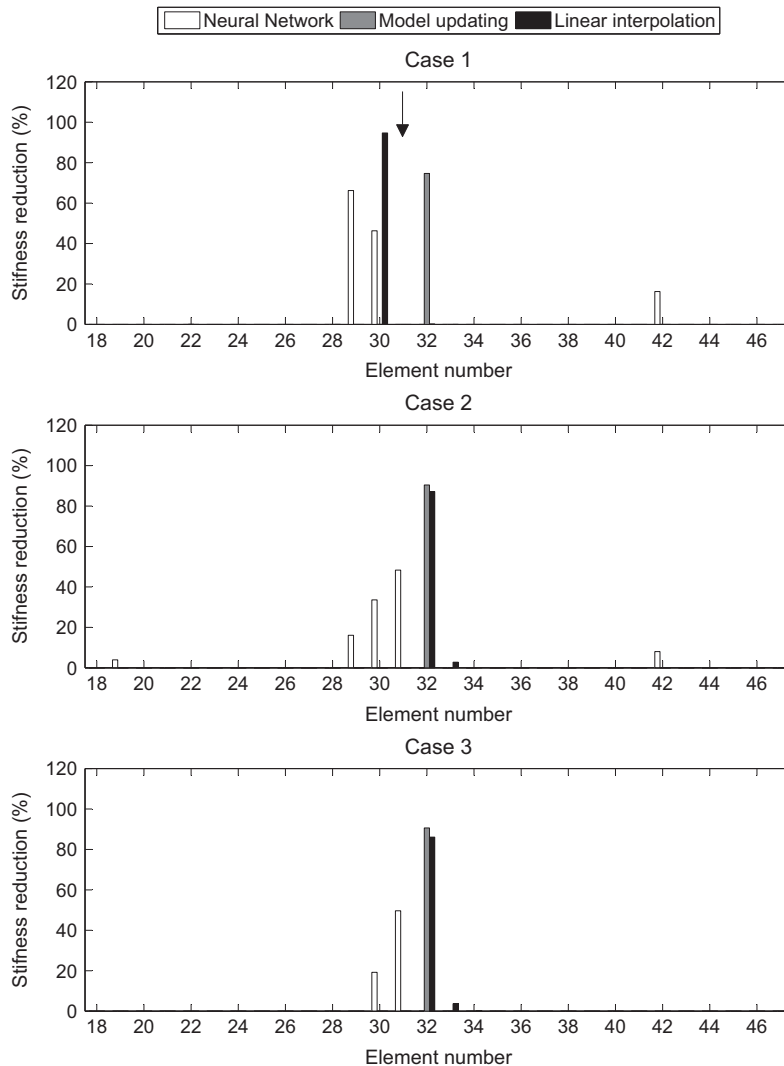 Neural Network Model updating Linear interpolation
Case 1
Stifness reduction (%)
120
100
80
60
40
20
0
18 20 22 24 26 28 30 32 34 36 38 40 42 44 46
Element number
Case 2
Stifness reduction (%)
120
100
80
60
40
20
0
18 20 22 24 26 28 30 32 34 36 38 40 42 44 46
Element number
Case 3
Stifness reduction (%)
120
100
80
60
40
20
0
18 20 22 24 26 28 30 32 34 36 38 40 42 44 46
Element number